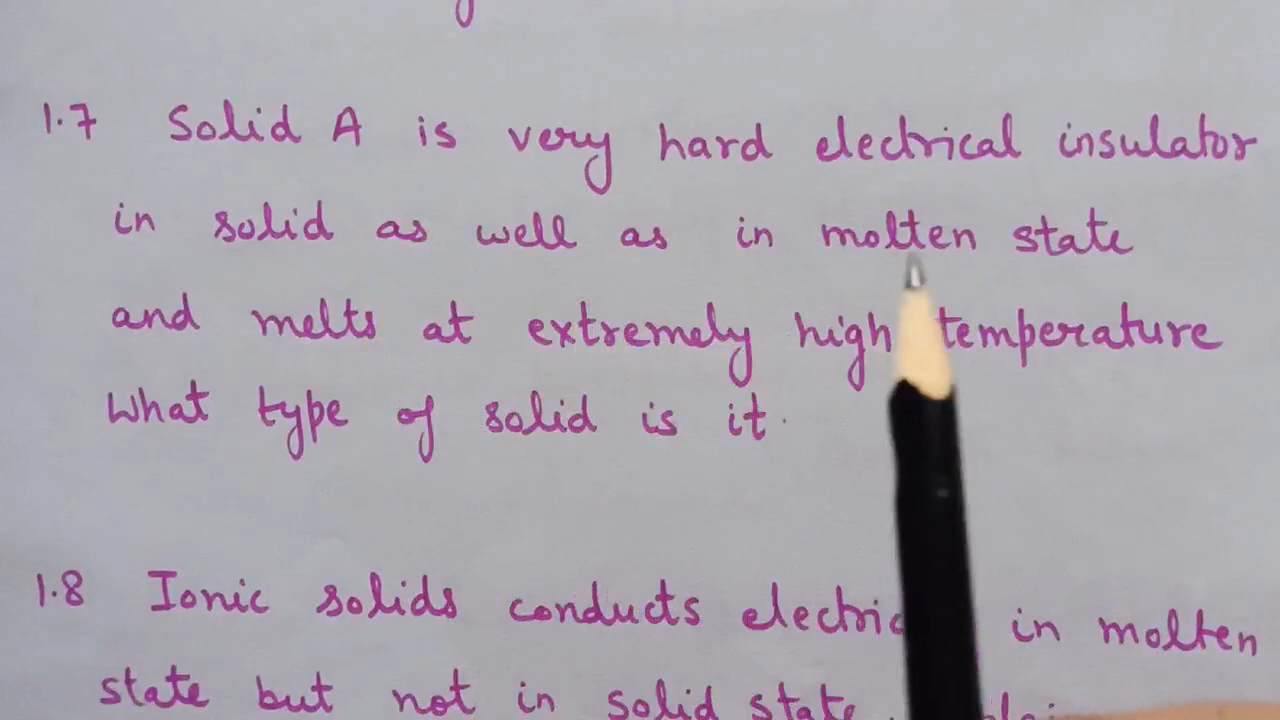 1.7 Solid A is very hard electrical insulator
in solid as well as in molten state
and melts at extremely high temperature
What type of solid is it.
1.8 Ionic solids conducts in molten
state but not in solid state